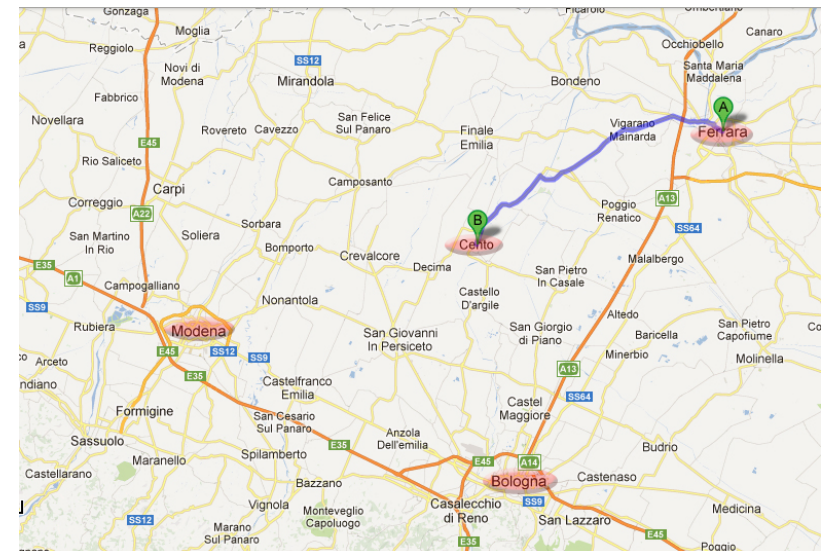 Gonzaga
Ficarolo
Umbertiano
Moglia
Canaro
Reggiolo
Occhiobello
SS12
Novi di
Modena
Santa Maria
Maddalena
Mirandola
Bondeno
Fabbrico
A
Novellara
San Felice
Sul Panaro
Vigarano
Mainarda
Rovereto
Cavezzo
Finale
Emilia
Ferrara
E45
Rio Saliceto
Carpi
Camposanto
Correggio
A22
A13
Poggio
Renatico
B
Sorbara
SS64
San Martino
In Rio
Soliera
Cento
Bomporto
Crevalcore
Malalbergo
E35
A1
Decima
San Pietro
In Casale
Campogalliano
Castello
D'argile
SS9
Nonantola
Altedo
Rubiera
Modena
San Giovanni
In Persiceto
San Giorgio
di Piano
Baricella
San Pietro
Capofiume
Co
E45
SS12
SS9
Minerbio
Molinella
Arceto
A13
E35
ndiano
Castelfranco
Emilia
SS64
Castel
Maggiore
Formigine
San Cesario
Sul Panaro
Sassuolo
Anzola
Dell'emilia
E35
Budrio
Spilamberto
Maranello
E45
A14
Castellarano
Bazzano
Bologna
Castenaso
Vignola
Casalecchio
di Reno
SS9
Medicina
Monteveglio
Capoluogo
SS12
San Lazzaro
Marano
Sul Panaro
E45
E35
Poggio